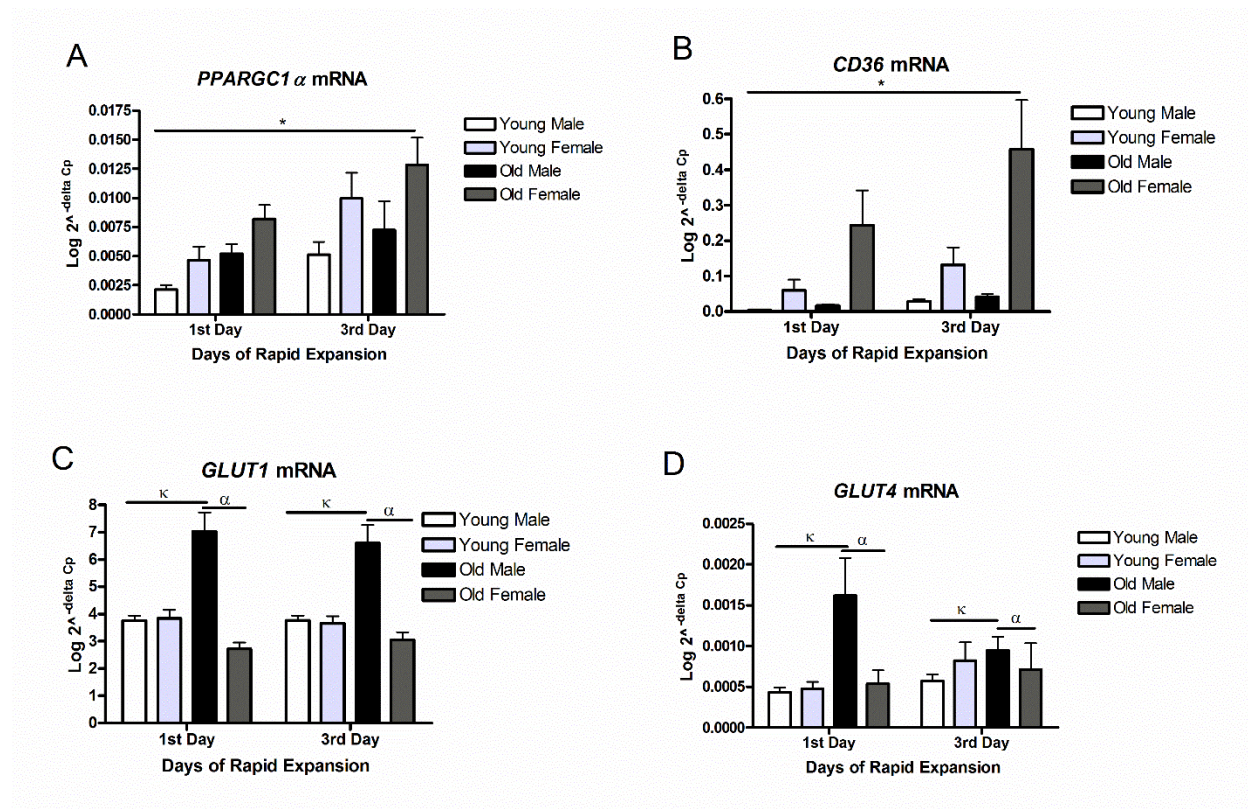 A
PPARGC1 α mRNA
*
0.0175
0.0150
0.0125
0.0100
0.0075
0.0050
0.0025
0.0000
Log 2^ -delta Cp
1st Day
3rd Day
Days of Rapid Expansion
Young Male
Young Female
Old Male
Old Female
B
CD36 mRNA
*
0.6
0.5
0.4
0.3
0.2
0.1
0.0
Log 2^ -delta Cp
1st Day
3rd Day
Days of Rapid Expansion
Young Male
Young Female
Old Male
Old Female
C
GLUT1 mRNA
κ
α
κ
α
8
7
6
5
4
3
2
1
0
Log 2^ -delta Cp
1st Day
3rd Day
Days of Rapid Expansion
Young Male
Young Female
Old Male
Old Female
D
GLUT4 mRNA
κ
α
κ
α
0.0025
0.0020
0.0015
0.0010
0.0005
0.0000
Log 2^ -delta Cp
1st Day
3rd Day
Days of Rapid Expansion
Young Male
Young Female
Old Male
Old Female